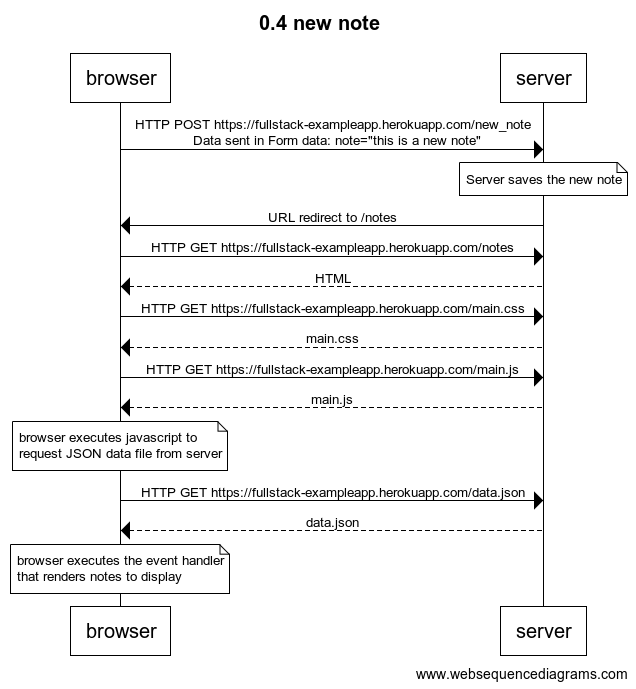 0.4 new note
browser
server
HTTP POST https://fullstack-exampleapp.herokuapp.com/new_note
Data sent in Form data: note="this is a new note"
Server saves the new note
URL redirect to /notes
HTTP GET https://fullstack-exampleapp.herokuapp.com/notes
HTML
HTTP GET https://fullstack-exampleapp.herokuapp.com/main.css
main.css
HTTP GET https://fullstack-exampleapp.herokuapp.com/main.js
main.js
browser executes javascript to
request JSON data file from server
HTTP GET https://fullstack-exampleapp.herokuapp.com/data.json
data.json
browser executes the event handler
that renders notes to display
browser
server
www.websequencediagrams.com